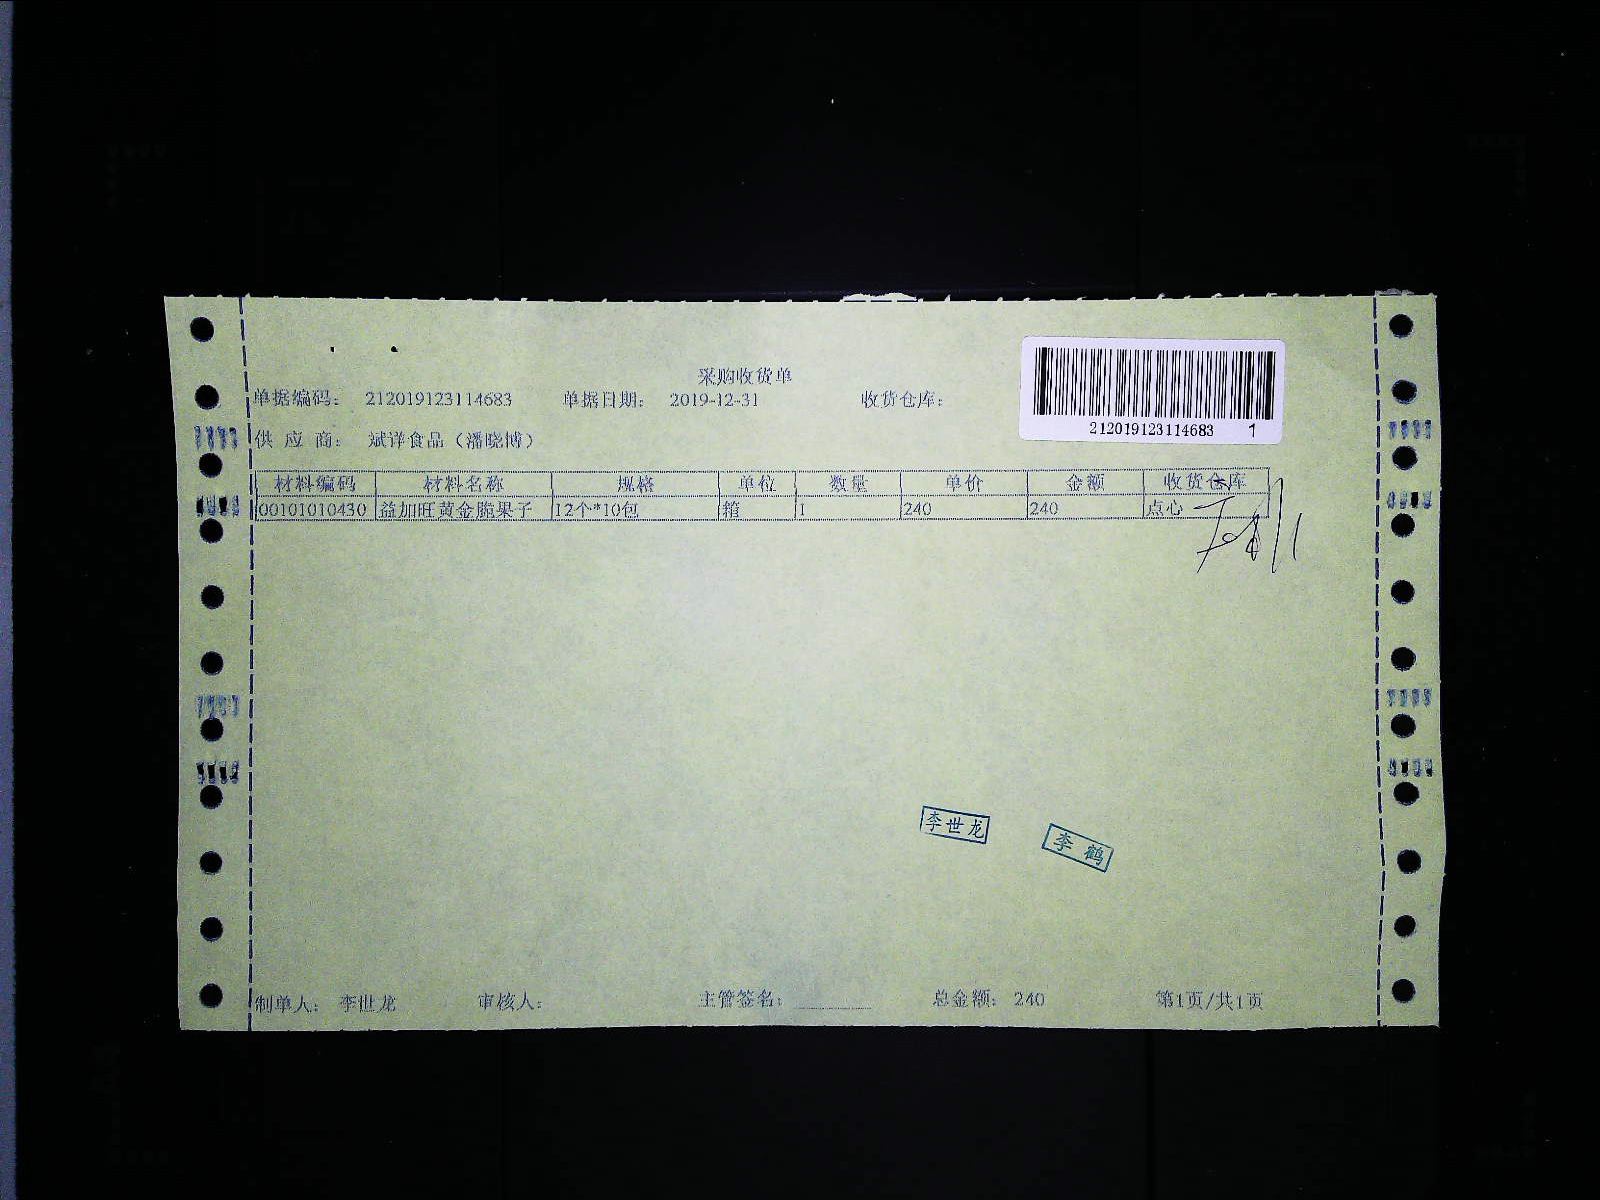 采购收货单
单据编码: 212019123114683 单据日期: 2019-12-31 收货仓库:
212019123114683 1
供 应 商: 斌洋食品（潘晓博）
材料编码 材料名称 规格 单位 数量 单价 金额 收货仓库
00101010430 益加旺黄金脆果子 12个*10包 箱 1 240 240 点心
李世龙
李 鹤
制单人: 李世龙 审核人: 主管签名: 总金额: 240 第1页/共1页